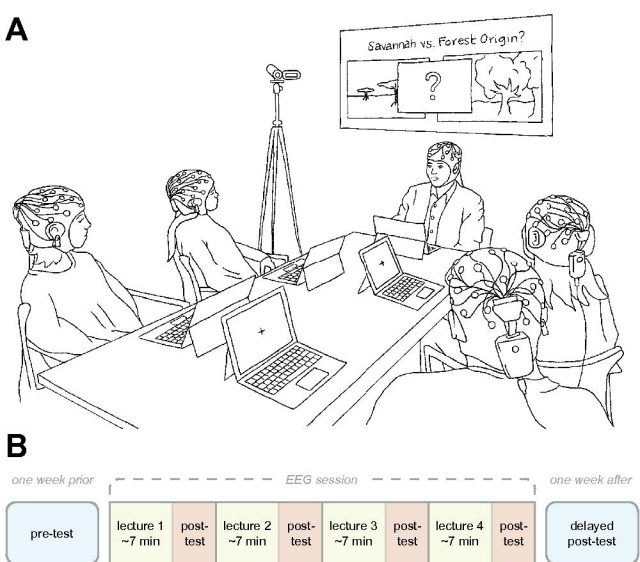 A
Savannah vs. Forest Origin?
?
B
one week prior
EEG session
one week after
pre-test
lecture 1
~7 min
post-
test
lecture 2
~7 min
post-
test
lecture 3
~7 min
post-
test
lecture 4
~7 min
post-
test
delayed
post-test